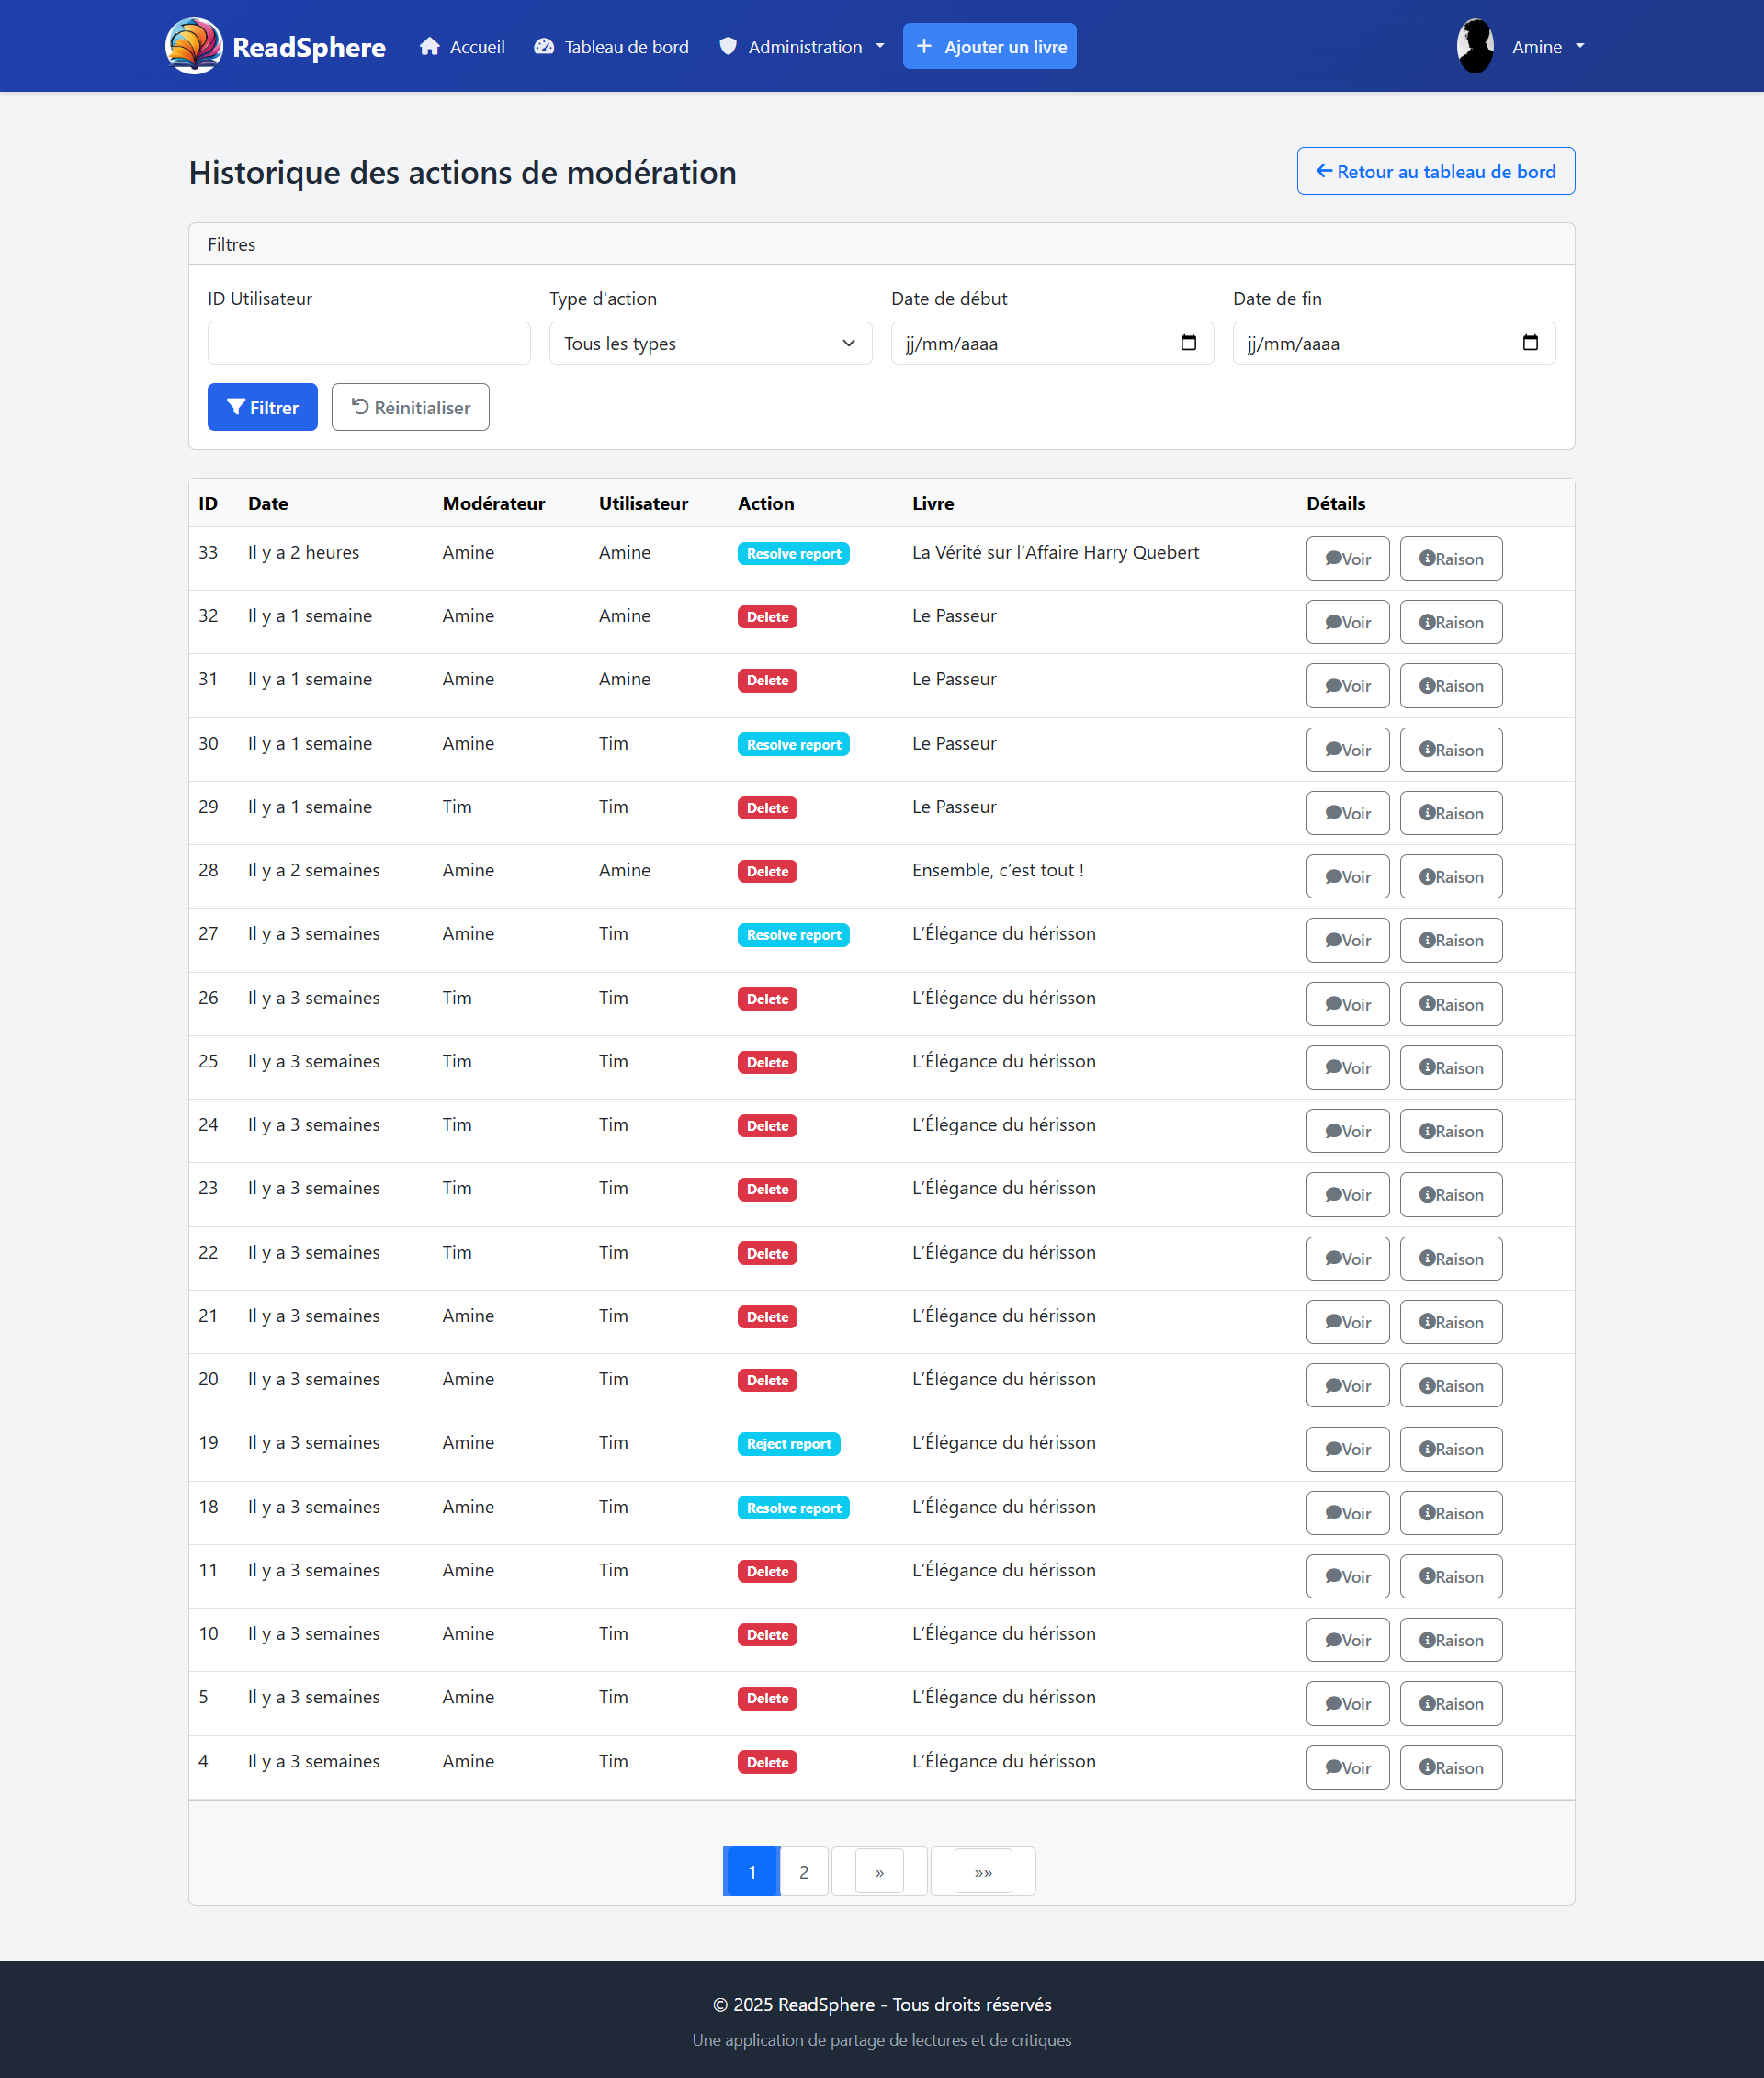 ReadSphere Accueil Tableau de bord Administration + Ajouter un livre Amine
Historique des actions de modération ← Retour au tableau de bord
Filtres
ID Utilisateur Type d'action Date de début Date de fin
Tous les types jj/mm/aaaa jj/mm/aaaa
Filtrer Réinitialiser
ID Date Modérateur Utilisateur Action Livre Détails
33 Il y a 2 heures Amine Amine Resolve report La Vérité sur l’Affaire Harry Quebert Voir Raison
32 Il y a 1 semaine Amine Amine Delete Le Passeur Voir Raison
31 Il y a 1 semaine Amine Amine Delete Le Passeur Voir Raison
30 Il y a 1 semaine Amine Tim Resolve report Le Passeur Voir Raison
29 Il y a 1 semaine Tim Tim Delete Le Passeur Voir Raison
28 Il y a 2 semaines Amine Amine Delete Ensemble, c’est tout ! Voir Raison
27 Il y a 3 semaines Amine Tim Resolve report L’Élégance du hérisson Voir Raison
26 Il y a 3 semaines Tim Tim Delete L’Élégance du hérisson Voir Raison
25 Il y a 3 semaines Tim Tim Delete L’Élégance du hérisson Voir Raison
24 Il y a 3 semaines Tim Tim Delete L’Élégance du hérisson Voir Raison
23 Il y a 3 semaines Tim Tim Delete L’Élégance du hérisson Voir Raison
22 Il y a 3 semaines Tim Tim Delete L’Élégance du hérisson Voir Raison
21 Il y a 3 semaines Amine Tim Delete L’Élégance du hérisson Voir Raison
20 Il y a 3 semaines Amine Tim Delete L’Élégance du hérisson Voir Raison
19 Il y a 3 semaines Amine Tim Reject report L’Élégance du hérisson Voir Raison
18 Il y a 3 semaines Amine Tim Resolve report L’Élégance du hérisson Voir Raison
11 Il y a 3 semaines Amine Tim Delete L’Élégance du hérisson Voir Raison
10 Il y a 3 semaines Amine Tim Delete L’Élégance du hérisson Voir Raison
5 Il y a 3 semaines Amine Tim Delete L’Élégance du hérisson Voir Raison
4 Il y a 3 semaines Amine Tim Delete L’Élégance du hérisson Voir Raison
1 2 » »»
© 2025 ReadSphere - Tous droits réservés
Une application de partage de lectures et de critiques